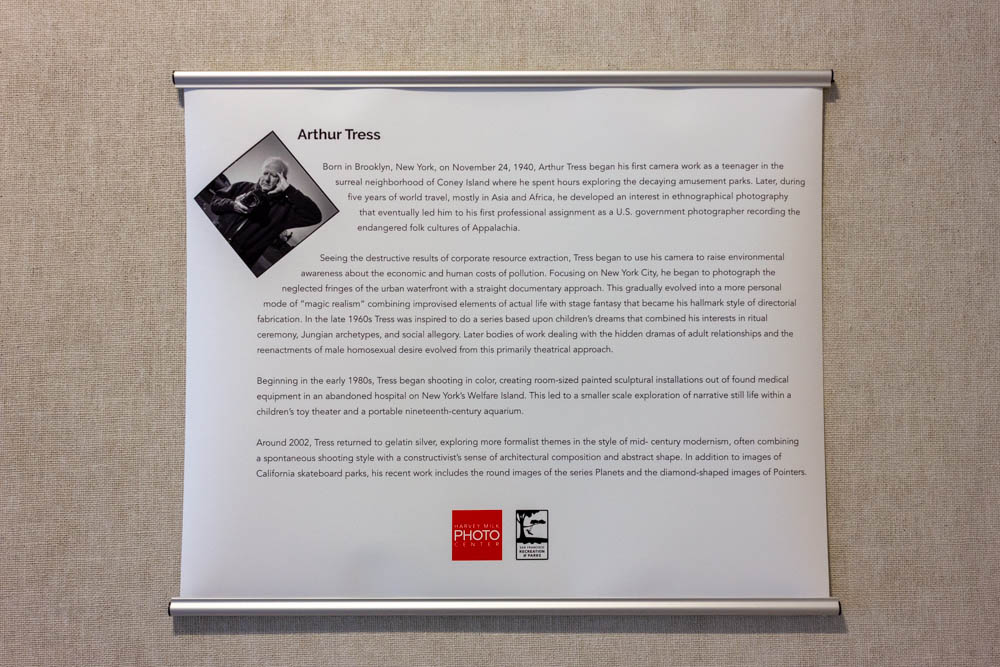 Arthur Tress
Born in Brooklyn, New York, on November 24, 1940, Arthur Tress began his first camera work as a teenager in the
surreal neighborhood of Coney Island where he spent hours exploring the decaying amusement parks. Later, during
five years of world travel, mostly in Asia and Africa, he developed an interest in ethnographical photography
that eventually led him to his first professional assignment as a U.S. government photographer recording the
endangered folk cultures of Appalachia.
Seeing the destructive results of corporate resource extraction, Tress began to use his camera to raise environmental
awareness about the economic and human costs of pollution. Focusing on New York City, he began to photograph the
neglected fringes of the urban waterfront with a straight documentary approach. This gradually evolved into a more personal
mode of "magic realism" combining improvised elements of actual life with stage fantasy that became his hallmark style of directorial
fabrication. In the late 1960s Tress was inspired to do a series based upon children's dreams that combined his interests in ritual
ceremony, Jungian archetypes, and social allegory. Later bodies of work dealing with the hidden dramas of adult relationships and the
reenactments of male homosexual desire evolved from this primarily theatrical approach.
Beginning in the early 1980s, Tress began shooting in color, creating room-sized painted sculptural installations out of found medical
equipment in an abandoned hospital on New York's Welfare Island. This led to a smaller scale exploration of narrative still life within a
children's toy theater and a portable nineteenth-century aquarium.
Around 2002, Tress returned to gelatin silver, exploring more formalist themes in the style of mid- century modernism, often combining
a spontaneous shooting style with a constructivist's sense of architectural composition and abstract shape. In addition to images of
California skateboard parks, his recent work includes the round images of the series Planets and the diamond-shaped images of Pointers.
HARVEY MILK
PHOTO
CENTER
SAN FRANCISCO
RECREATION
& PARKS